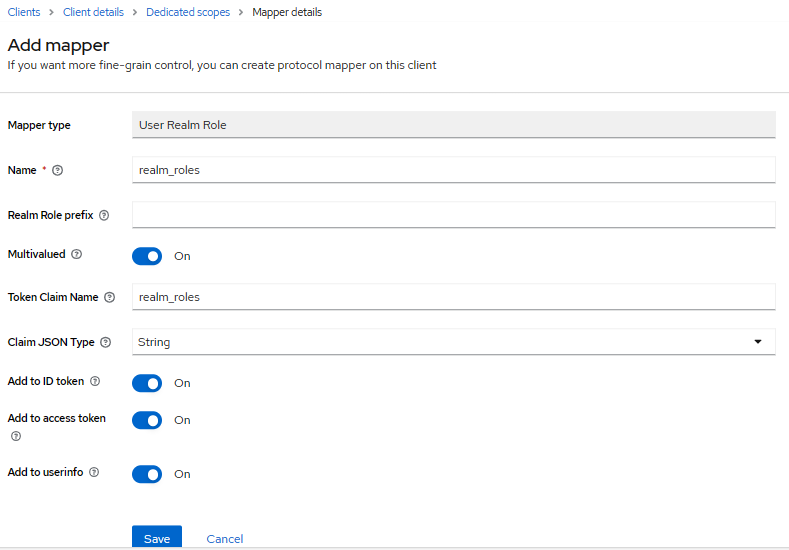 Clients > Client details > Dedicated scopes > Mapper details
Add mapper
If you want more fine-grain control, you can create protocol mapper on this client
Mapper type User Realm Role
Name * realm_roles
Realm Role prefix
Multivalued On
Token Claim Name realm_roles
Claim JSON Type String
Add to ID token On
Add to access token On
Add to userinfo On
Save Cancel